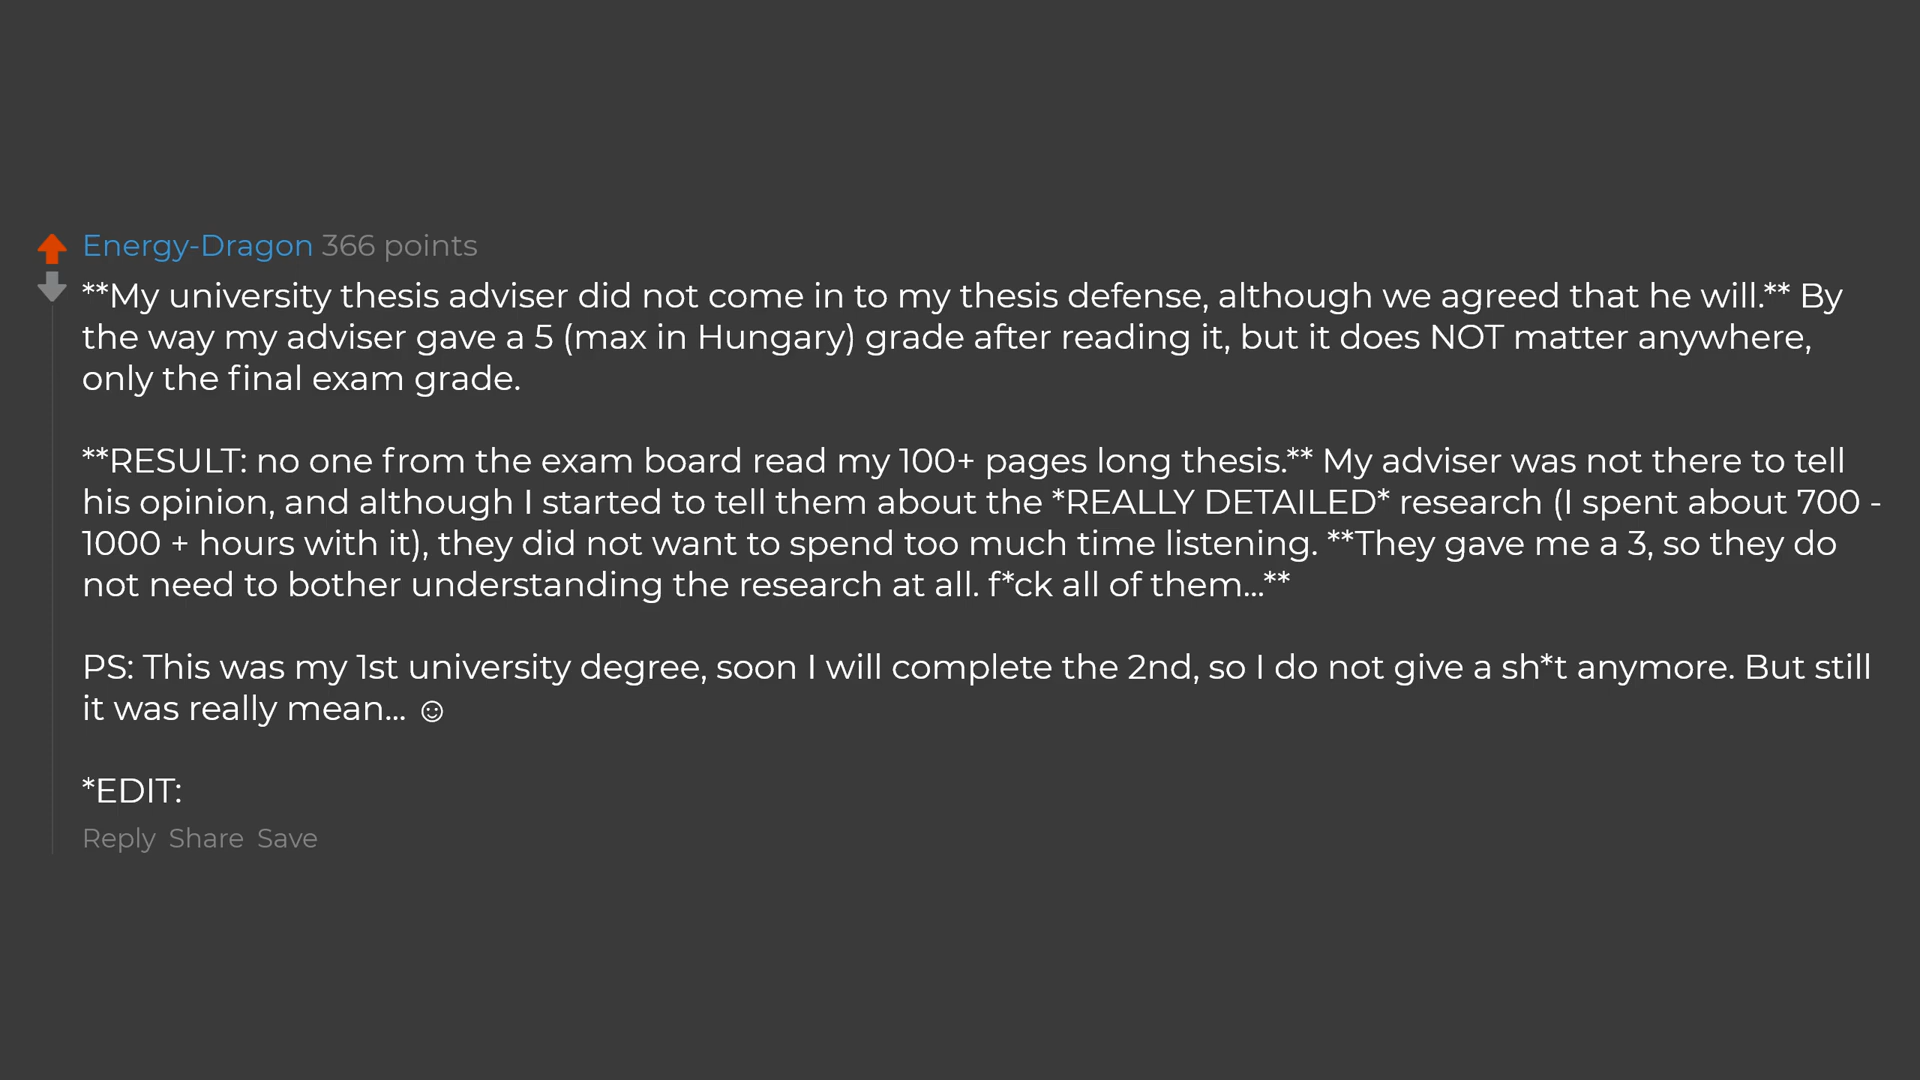 Energy-Dragon 366 points
**My university thesis adviser did not come in to my thesis defense, although we agreed that he will.** By
the way my adviser gave a 5 (max in Hungary) grade after reading it, but it does NOT matter anywhere,
only the final exam grade.
**RESULT: no one from the exam board read my 100+ pages long thesis.** My adviser was not there to tell
his opinion, and although I started to tell them about the *REALLY DETAILED* research (I spent about 700 -
1000 + hours with it), they did not want to spend too much time listening. **They gave me a 3, so they do
not need to bother understanding the research at all. f*ck all of them...**
PS: This was my 1st university degree, soon I will complete the 2nd, so I do not give a sh*t anymore. But still
it was really mean... ☺
*EDIT:
Reply Share Save